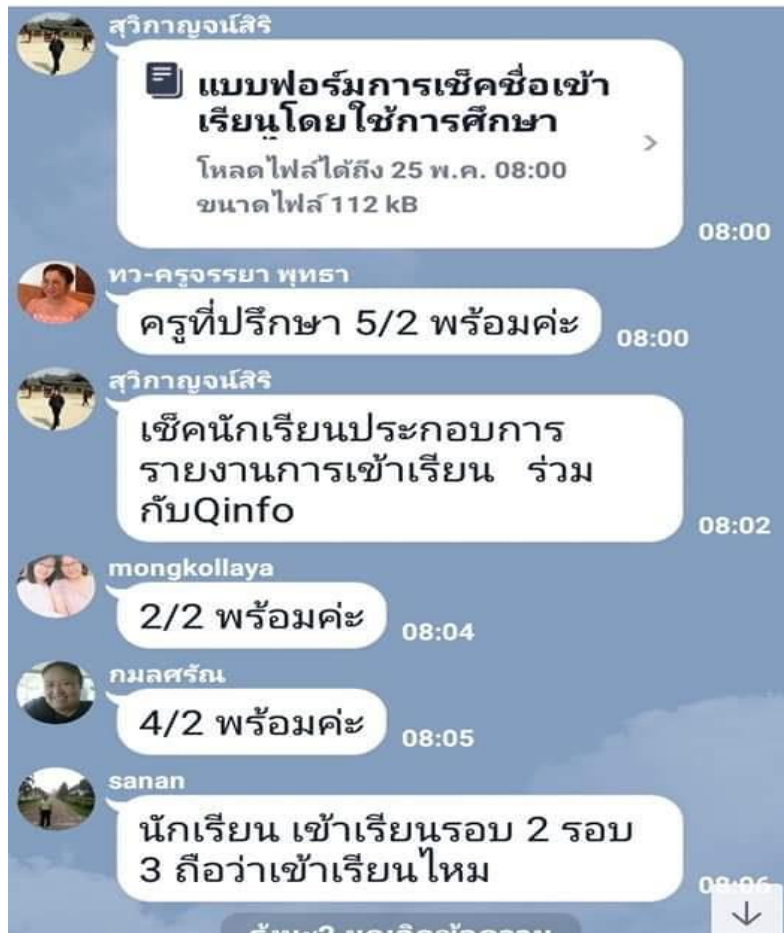 สุวิกาญจน์สิริ
แบบฟอร์มการเช็คชื่อเข้า
เรียนโดยใช้การศึกษา
โหลดไฟล์ได้ถึง 25 พ.ค. 08:00
ขนาดไฟล์ 112 kB
08:00
ทว-ครูจรรยา พุทธา
ครูที่ปรึกษา 5/2 พร้อมค่ะ
08:00
สุวิกาญจน์สิริ
เช็คนักเรียนประกอบการ
รายงานการเข้าเรียน ร่วม
กับQinfo
08:02
mongkollaya
2/2 พร้อมค่ะ
08:04
กมลศรัณ
4/2 พร้อมค่ะ
08:05
sanan
นักเรียน เข้าเรียนรอบ 2 รอบ
3 ถือว่าเข้าเรียนไหม
08:06